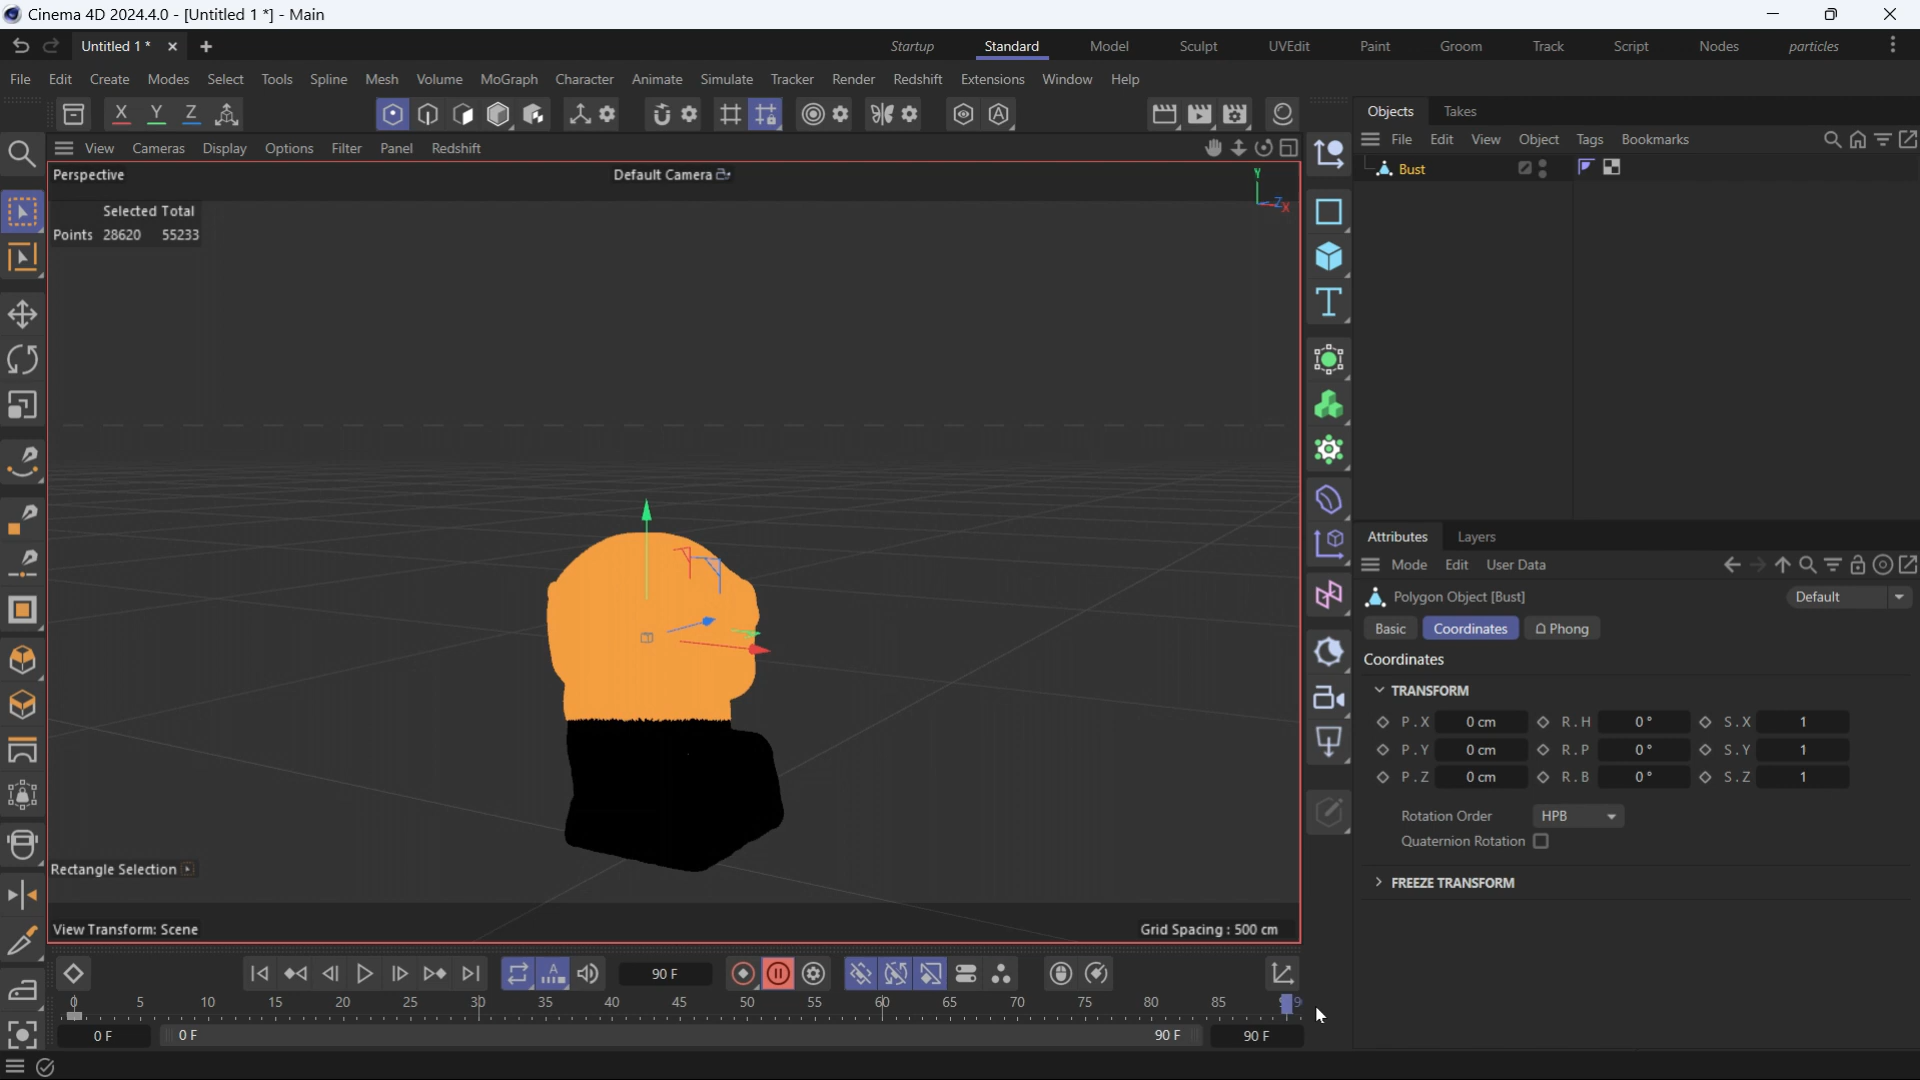 Cinema 4D 2024.4.0 - [Untitled 1 *] - Main
Untitled 1 *
Startup Standard Model Sculpt UVEdit Paint Groom Track Script Nodes particles
File Edit Create Modes Select Tools Spline Mesh Volume MoGraph Character Animate Simulate Tracker Render Redshift Extensions Window Help
X Y Z
Objects Takes
View Cameras Display Options Filter Panel Redshift
File Edit View Object Tags Bookmarks
Perspective
Default Camera
Y
Z
X
Bust
Selected Total
Points 28620 55233
Attributes Layers
Mode Edit User Data
Polygon Object [Bust]
Default
Basic Coordinates Phong
Coordinates
TRANSFORM
P . X 0 cm R . H 0 ° S . X 1
P . Y 0 cm R . P 0 ° S . Y 1
P . Z 0 cm R . B 0 ° S . Z 1
Rotation Order HPB
Quaternion Rotation
FREEZE TRANSFORM
Rectangle Selection
View Transform: Scene
Grid Spacing : 500 cm
90 F
0 5 10 15 20 25 30 35 40 45 50 55 60 65 70 75 80 85
0 F 0 F 90 F 90 F